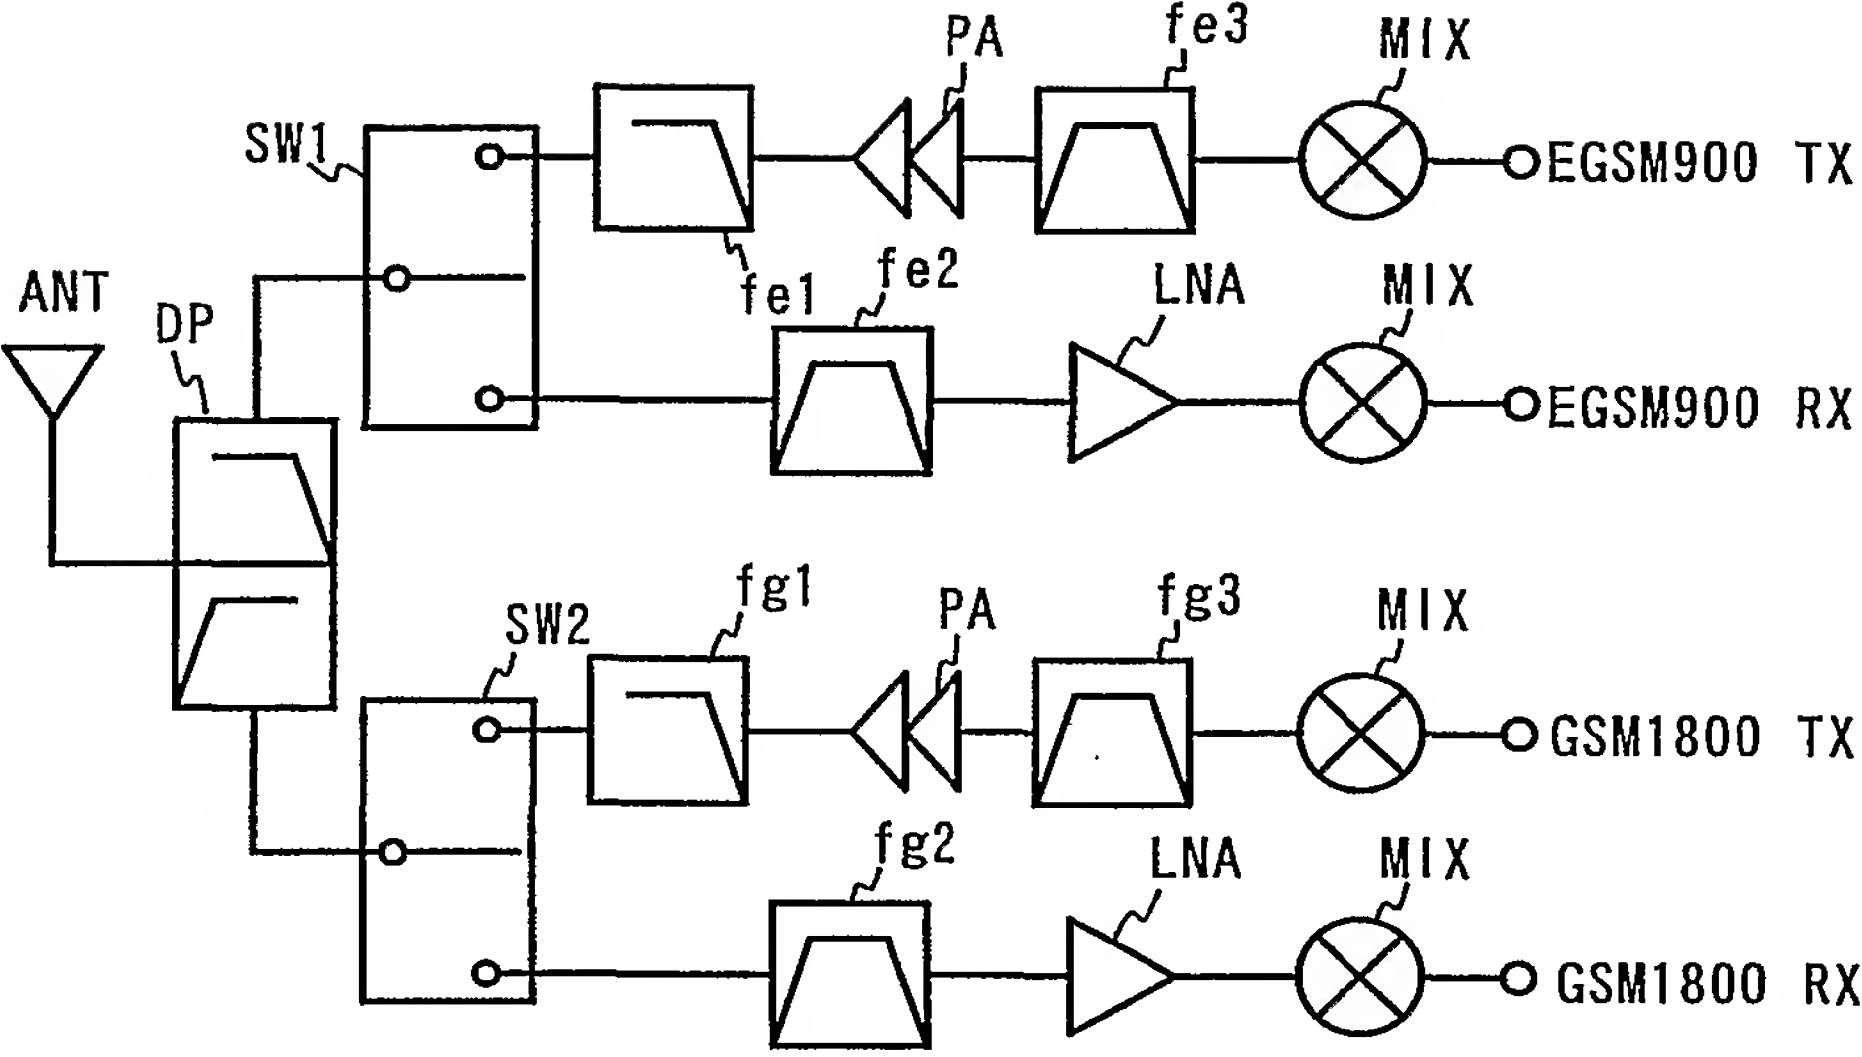 PA
fe3
MIX
SW1
EGSM900 TX
fe1
fe2
LNA
MIX
ANT
DP
EGSM900 RX
fg1
PA
fg3
MIX
SW2
GSM1800 TX
fg2
LNA
MIX
GSM1800 RX